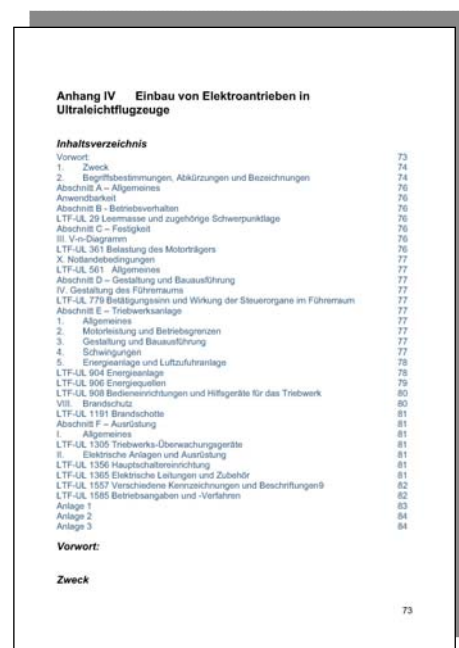 Anhang IV Einbau von Elektroantrieben in
Ultraleichtflugzeuge
Inhaltsverzeichnis
Vorwort: 73
1. Zweck 74
2. Begriffsbestimmungen, Abkürzungen und Bezeichnungen 74
Abschnitt A – Allgemeines 76
Anwendbarkeit 76
Abschnitt B - Betriebsverhalten 76
LTF-UL 29 Leermasse und zugehörige Schwerpunktlage 76
Abschnitt C – Festigkeit 76
III. V-n-Diagramm 76
LTF-UL 361 Belastung des Motorträgers 76
X. Notlandebedingungen 77
LTF-UL 561 Allgemeines 77
Abschnitt D – Gestaltung und Bauausführung 77
IV. Gestaltung des Führerraums 77
LTF-UL 779 Betätigungssinn und Wirkung der Steuerorgane im Führerraum 77
Abschnitt E – Triebwerksanlage 77
1. Allgemeines 77
2. Motorleistung und Betriebsgrenzen 77
3. Gestaltung und Bauausführung 77
4. Schwingungen 77
5. Energieanlage und Luftzufuhranlage 78
LTF-UL 904 Energieanlage 78
LTF-UL 906 Energiequellen 79
LTF-UL 908 Bedieneinrichtungen und Hilfsgeräte für das Triebwerk 80
VIII. Brandschutz 80
LTF-UL 1191 Brandschotte 81
Abschnitt F – Ausrüstung 81
I. Allgemeines 81
LTF-UL 1305 Triebwerks-Überwachungsgeräte 81
II. Elektrische Anlagen und Ausrüstung 81
LTF-UL 1356 Hauptschaltereinrichtung 81
LTF-UL 1365 Elektrische Leitungen und Zubehör 81
LTF-UL 1557 Verschiedene Kennzeichnungen und Beschriftungen9 82
LTF-UL 1585 Betriebsangaben und -Verfahren 82
Anlage 1 83
Anlage 2 84
Anlage 3 84
Vorwort:
Zweck
73